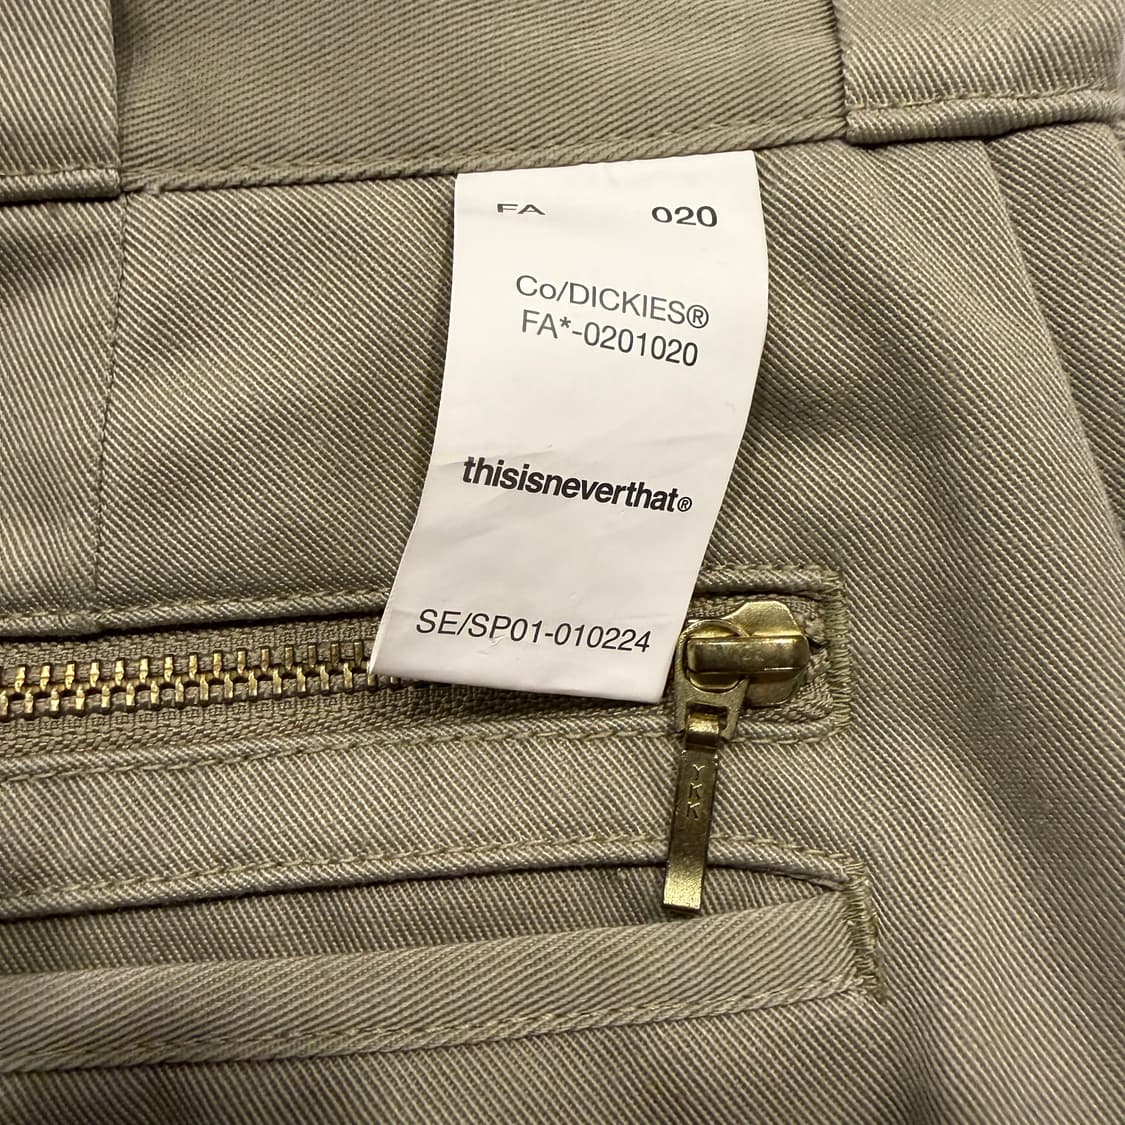 FA 020
Co/DICKIES®
FA*-0201020
thisisneverthat®
SE/SP01-010224
YKK